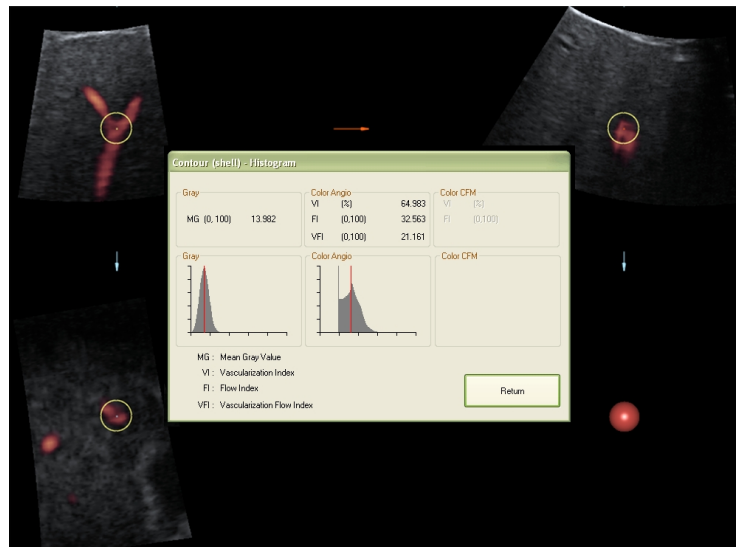 Contour (shell) - Histogram
Gray
MG (0, 100) 13.982
Color Angio
VI (%) 64.983
FI (0,100) 32.563
VFI (0,100) 21.161
Color CFM
VI (%)
FI (0,100)
Gray
Color Angio
Color CFM
MG : Mean Gray Value
VI : Vascularization Index
FI : Flow Index
VFI : Vascularization Flow Index
Return